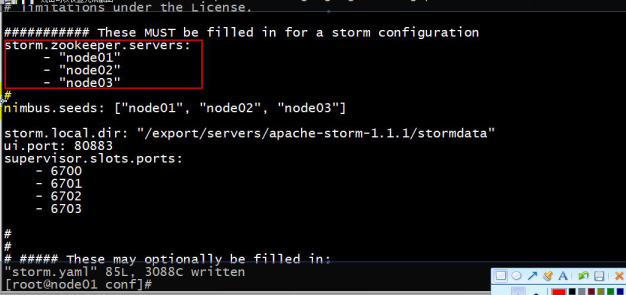 # limitations under the License.
########### These MUST be filled in for a storm configuration
storm.zookeeper.servers:
- "node01"
- "node02"
- "node03"
#
nimbus.seeds: ["node01", "node02", "node03"]
storm.local.dir: "/export/servers/apache-storm-1.1.1/stormdata"
ui.port: 80883
supervisor.slots.ports:
- 6700
- 6701
- 6702
- 6703
#
#
# ##### These may optionally be filled in:
"storm.yaml" 85L, 3088C written
[root@node01 conf]#